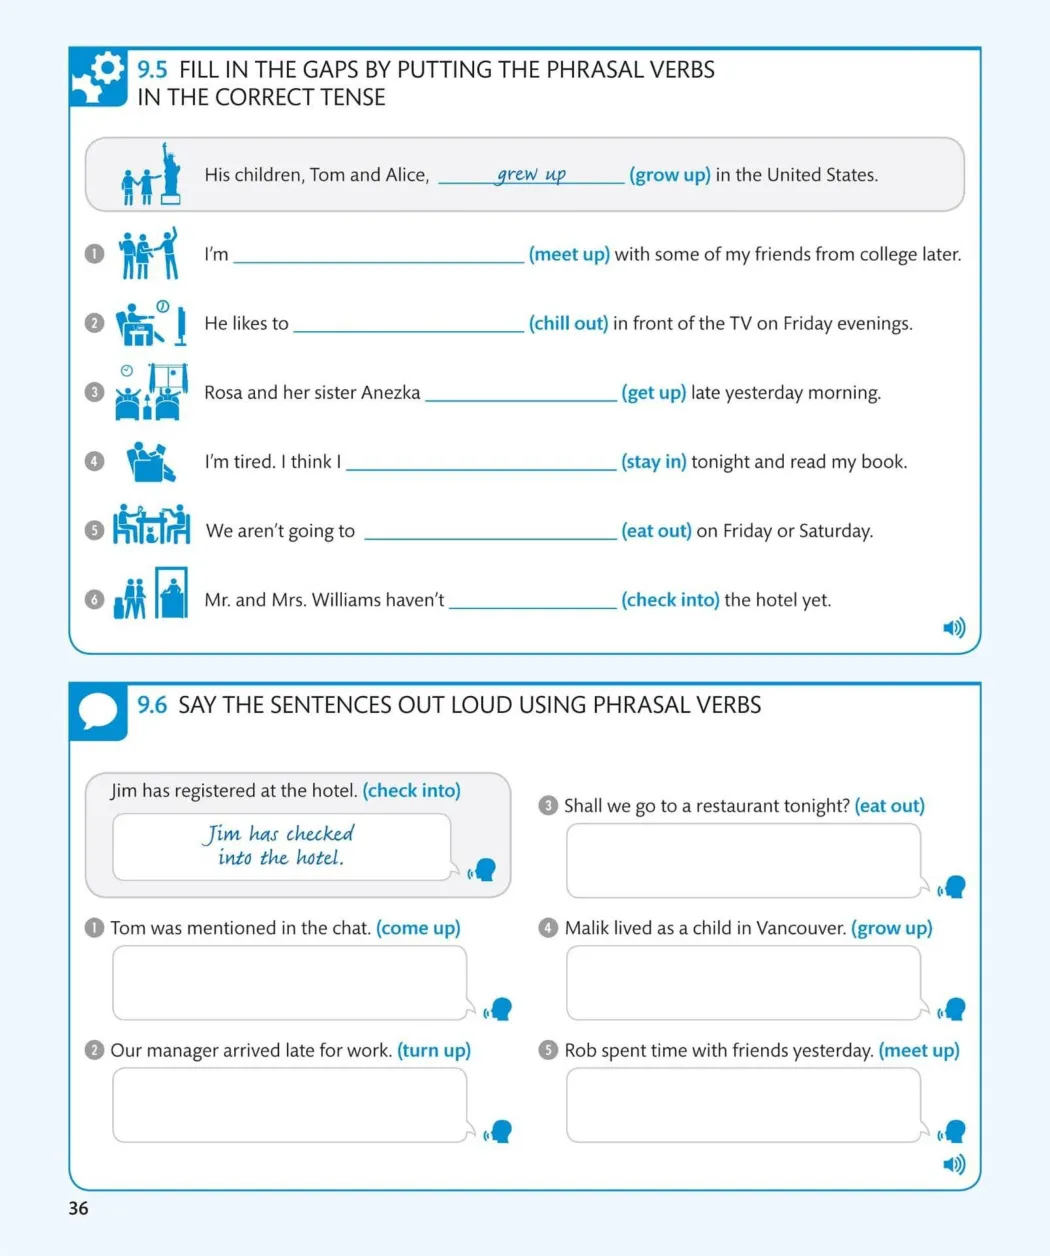 9.5 FILL IN THE GAPS BY PUTTING THE PHRASAL VERBS
IN THE CORRECT TENSE
His children, Tom and Alice, grew up (grow up) in the United States.
1 I'm ______ (meet up) with some of my friends from college later.
2 He likes to ______ (chill out) in front of the TV on Friday evenings.
3 Rosa and her sister Anezka ______ (get up) late yesterday morning.
4 I'm tired. I think I ______ (stay in) tonight and read my book.
5 We aren't going to ______ (eat out) on Friday or Saturday.
6 Mr. and Mrs. Williams haven't ______ (check into) the hotel yet.
9.6 SAY THE SENTENCES OUT LOUD USING PHRASAL VERBS
Jim has registered at the hotel. (check into)
Jim has checked
into the hotel.
1 Tom was mentioned in the chat. (come up)
2 Our manager arrived late for work. (turn up)
3 Shall we go to a restaurant tonight? (eat out)
4 Malik lived as a child in Vancouver. (grow up)
5 Rob spent time with friends yesterday. (meet up)
36